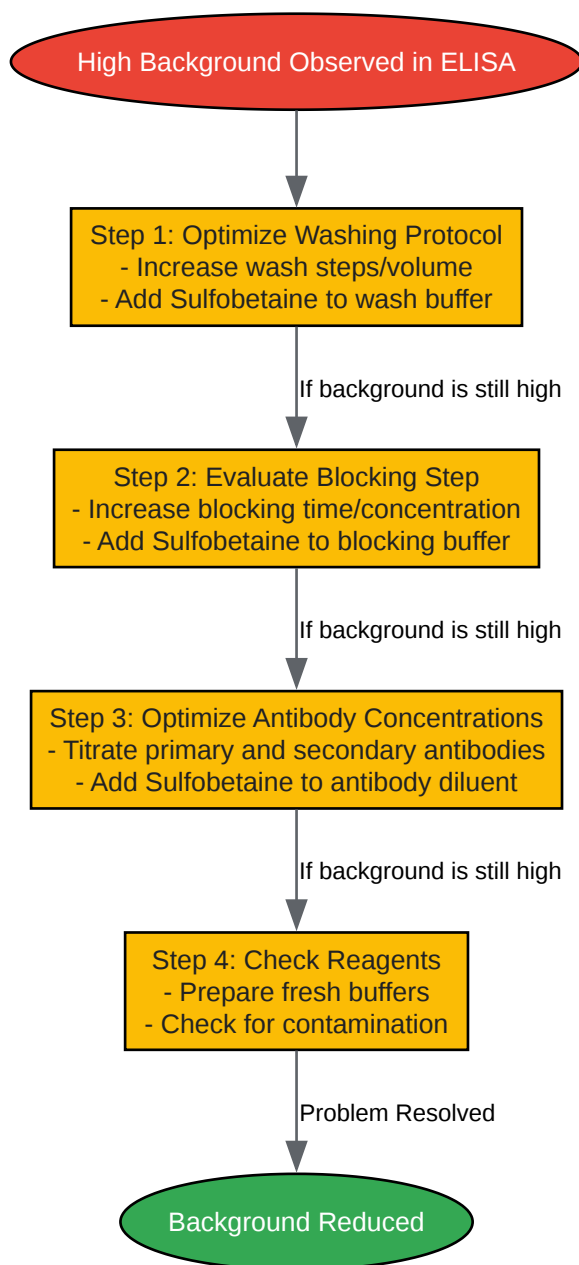 High Background Observed in ELISA
Step 1: Optimize Washing Protocol
- Increase wash steps/volume
- Add Sulfobetaine to wash buffer
If background is still high
Step 2: Evaluate Blocking Step
- Increase blocking time/concentration
- Add Sulfobetaine to blocking buffer
If background is still high
Step 3: Optimize Antibody Concentrations
- Titrate primary and secondary antibodies
- Add Sulfobetaine to antibody diluent
If background is still high
Step 4: Check Reagents
- Prepare fresh buffers
- Check for contamination
Problem Resolved
Background Reduced